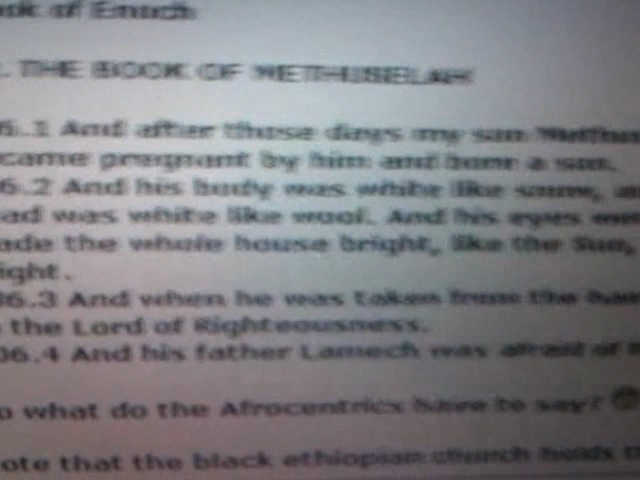 ok of Enoch
. THE BOOK OF METHUSELAH
6.1 And after those days my son Methus
came pregnant by him and bore a son.
6.2 And his body was white like snow, a
ead was white like wool. And his eyes
ade the whole house bright, like the Sun,
ight.
06.3 And when he was taken from the
the Lord of Righteousness.
06.4 And his father Lamech was afraid of
o what do the Afrocentrics have to say?
ote that the black ethiopian church holds